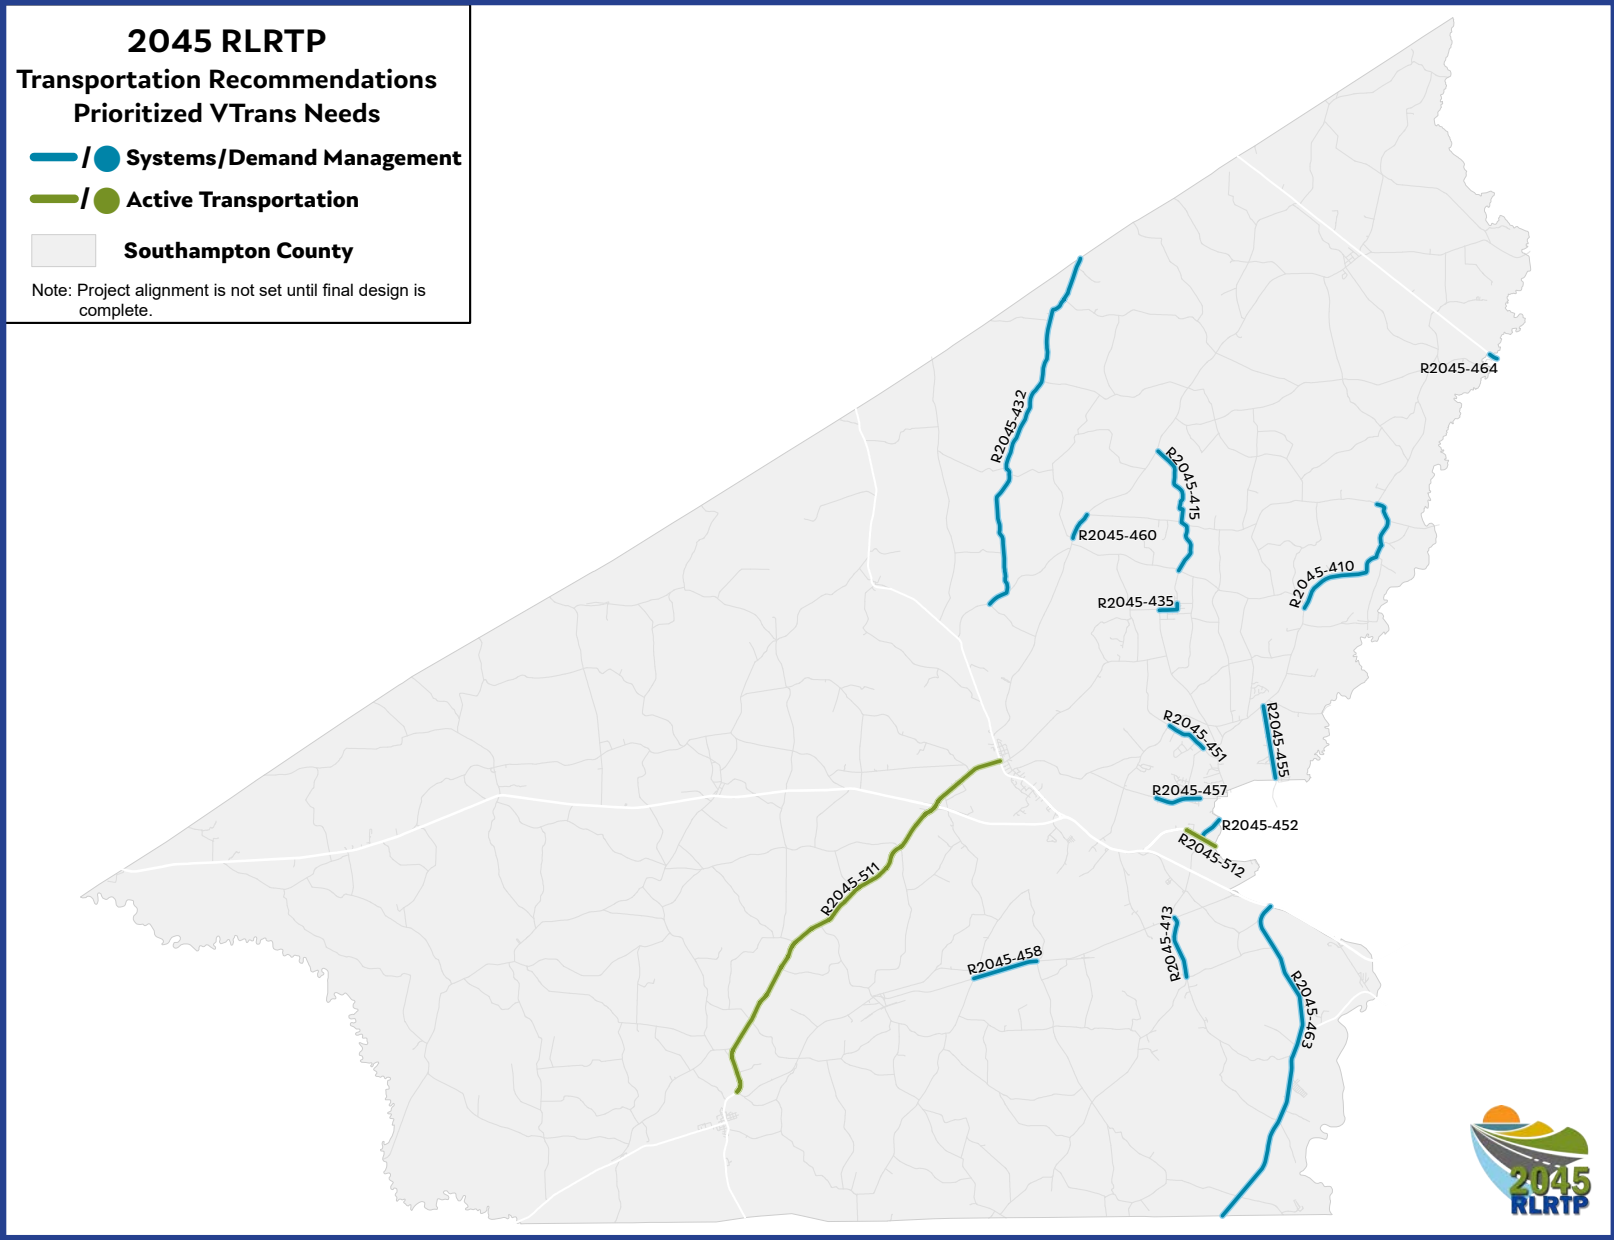 2045 RLRTP
Transportation Recommendations
Prioritized VTrans Needs
/ Systems/Demand Management
/ Active Transportation
Southampton County
Note: Project alignment is not set until final design is
complete.
R2045-464
R2045-432
R2045-415
R2045-460
R2045-410
R2045-435
R2045-451
R2045-455
R2045-457
R2045-452
R2045-512
R2045-511
R2045-413
R2045-458
R2045-463
2045
RLRTP